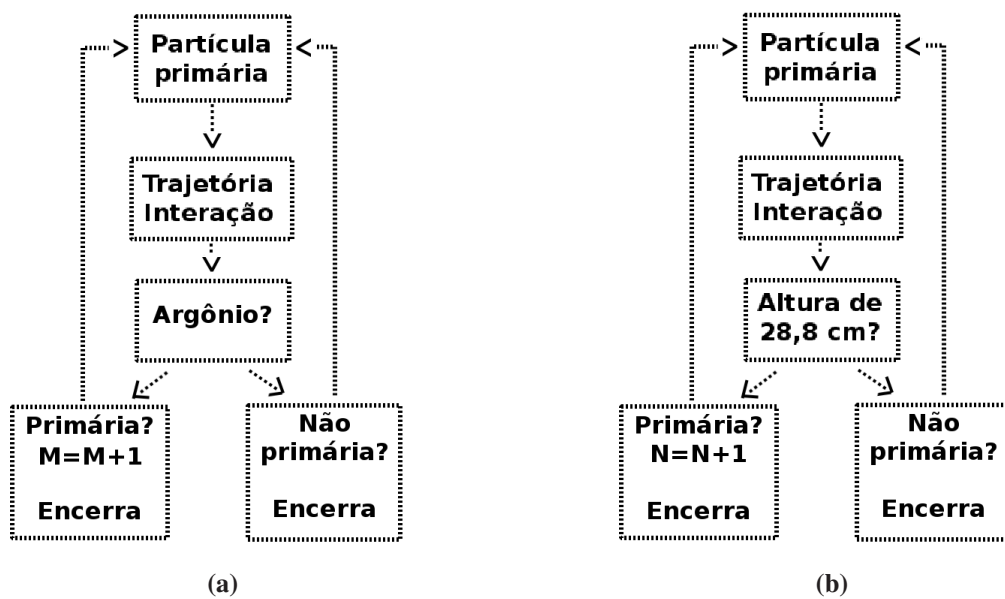 Partícula
primária
Trajetória
Interação
Argônio?
Primária?
M=M+1
Encerra
Não
primária?
Encerra
(a)
Partícula
primária
Trajetória
Interação
Altura de
28,8 cm?
Primária?
N=N+1
Encerra
Não
primária?
Encerra
(b)